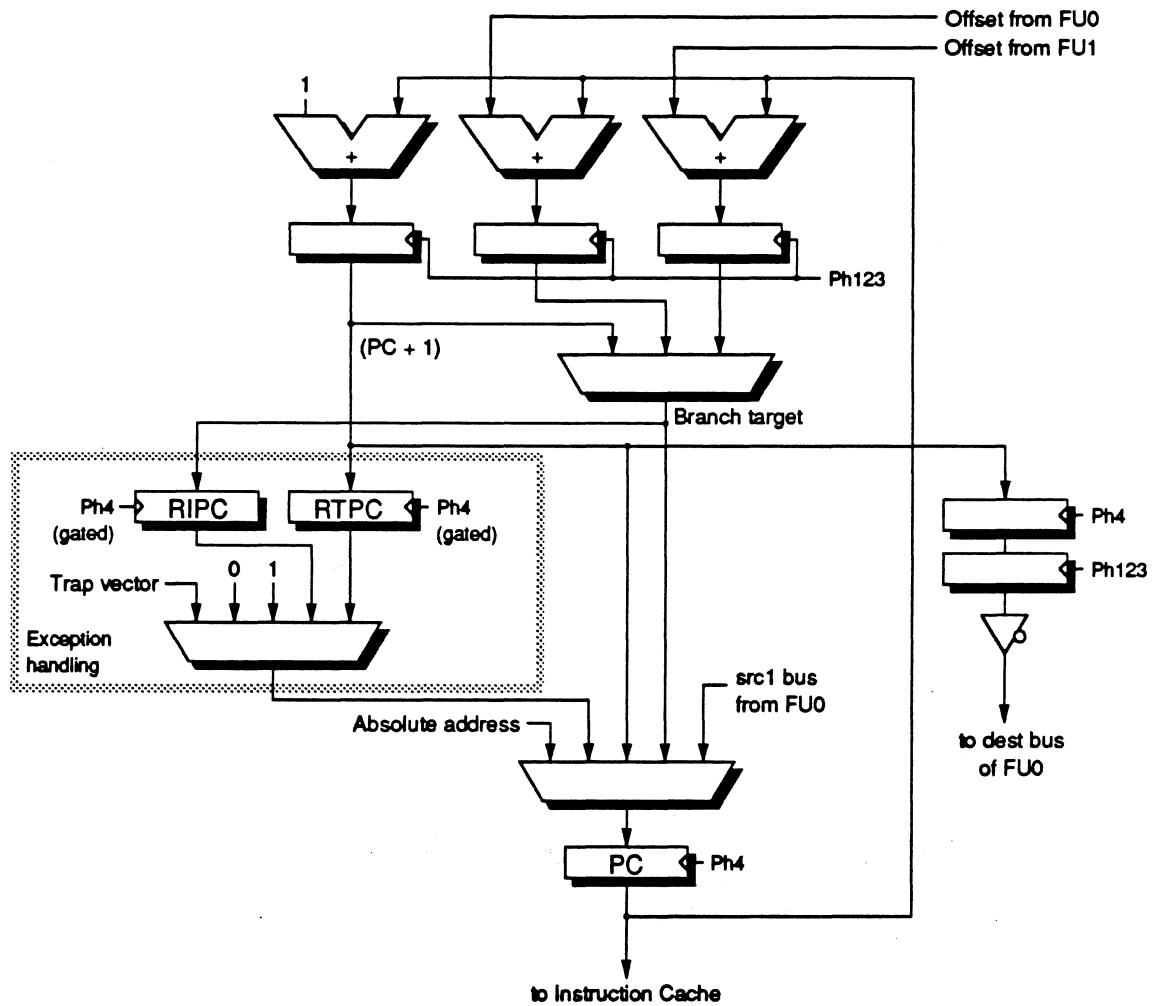 Offset from FU0
Offset from FU1
1
+
+
+
Ph123
(PC + 1)
Branch target
Ph4
(gated)
RIPC
RTPC
Ph4
(gated)
Ph4
Ph123
Trap vector
0
1
Exception
handling
src1 bus
from FU0
Absolute address
to dest bus
of FU0
PC
Ph4
to Instruction Cache